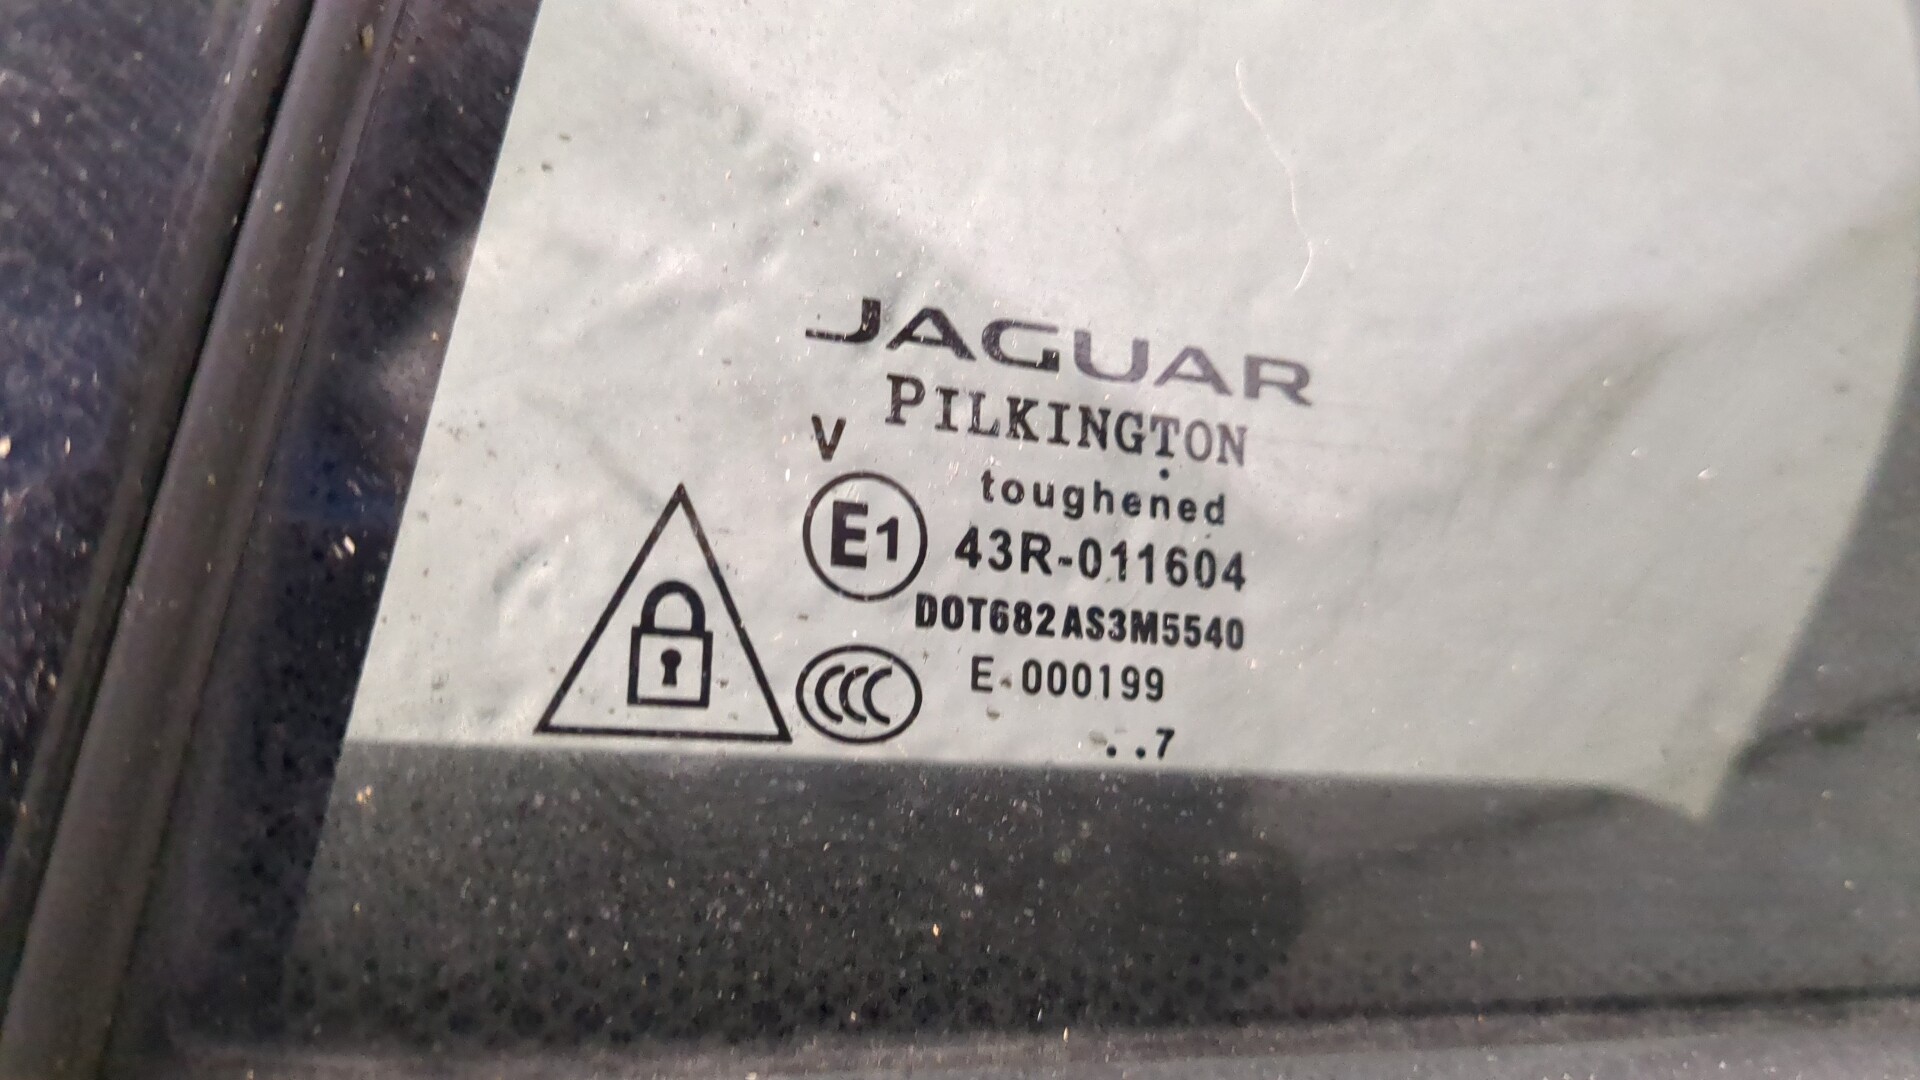 JAGUAR
PILKINGTON
V
toughened
E1 43R-011604
DOT682AS3M5540
CCC E 000199
..7